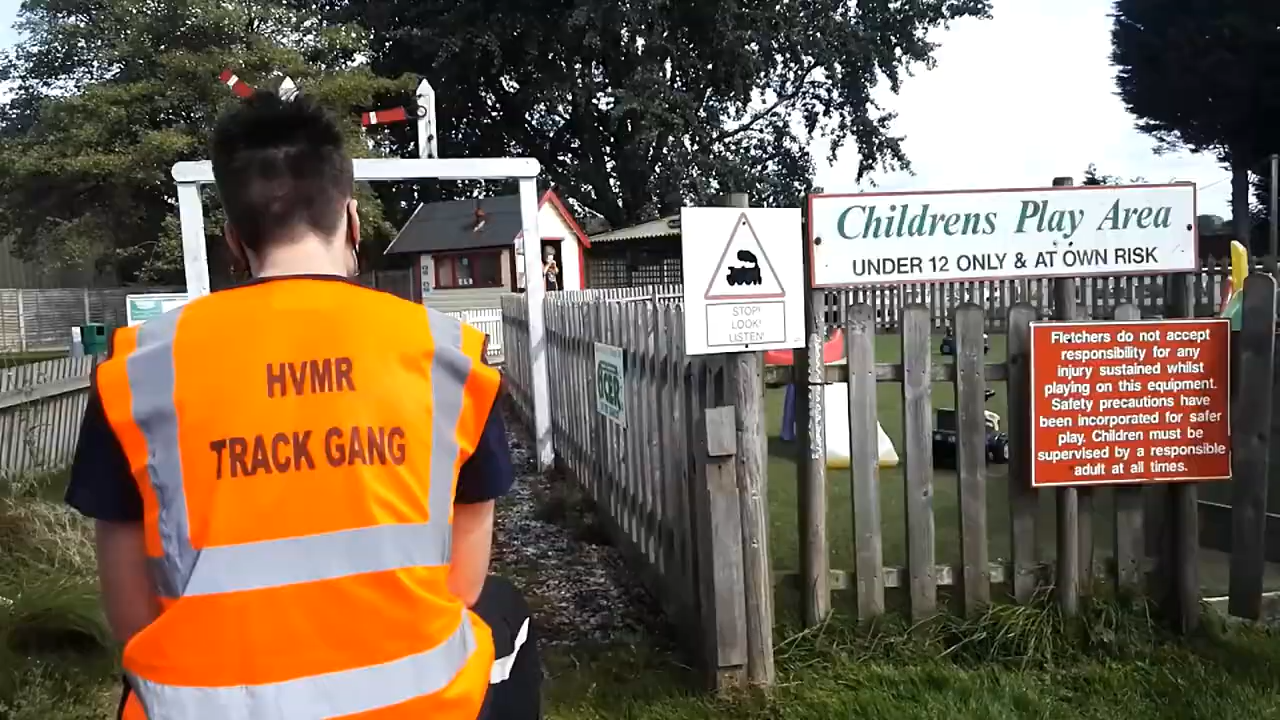 HVMR
TRACK GANG
STOP!
LOOK!
LISTEN!
Childrens Play Area
UNDER 12 ONLY & AT OWN RISK
Fletchers do not accept
responsibility for any
injury sustained whilst
playing on this equipment.
Safety precautions have
been incorporated for safer
play. Children must be
supervised by a responsible
adult at all times.